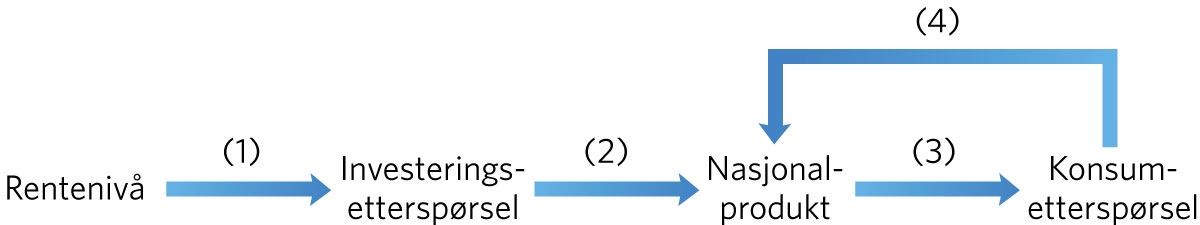 (4)
(1)
(2)
(3)
Rentenivå
Investerings-
etterspørsel
Nasjonal-
produkt
Konsum-
etterspørsel